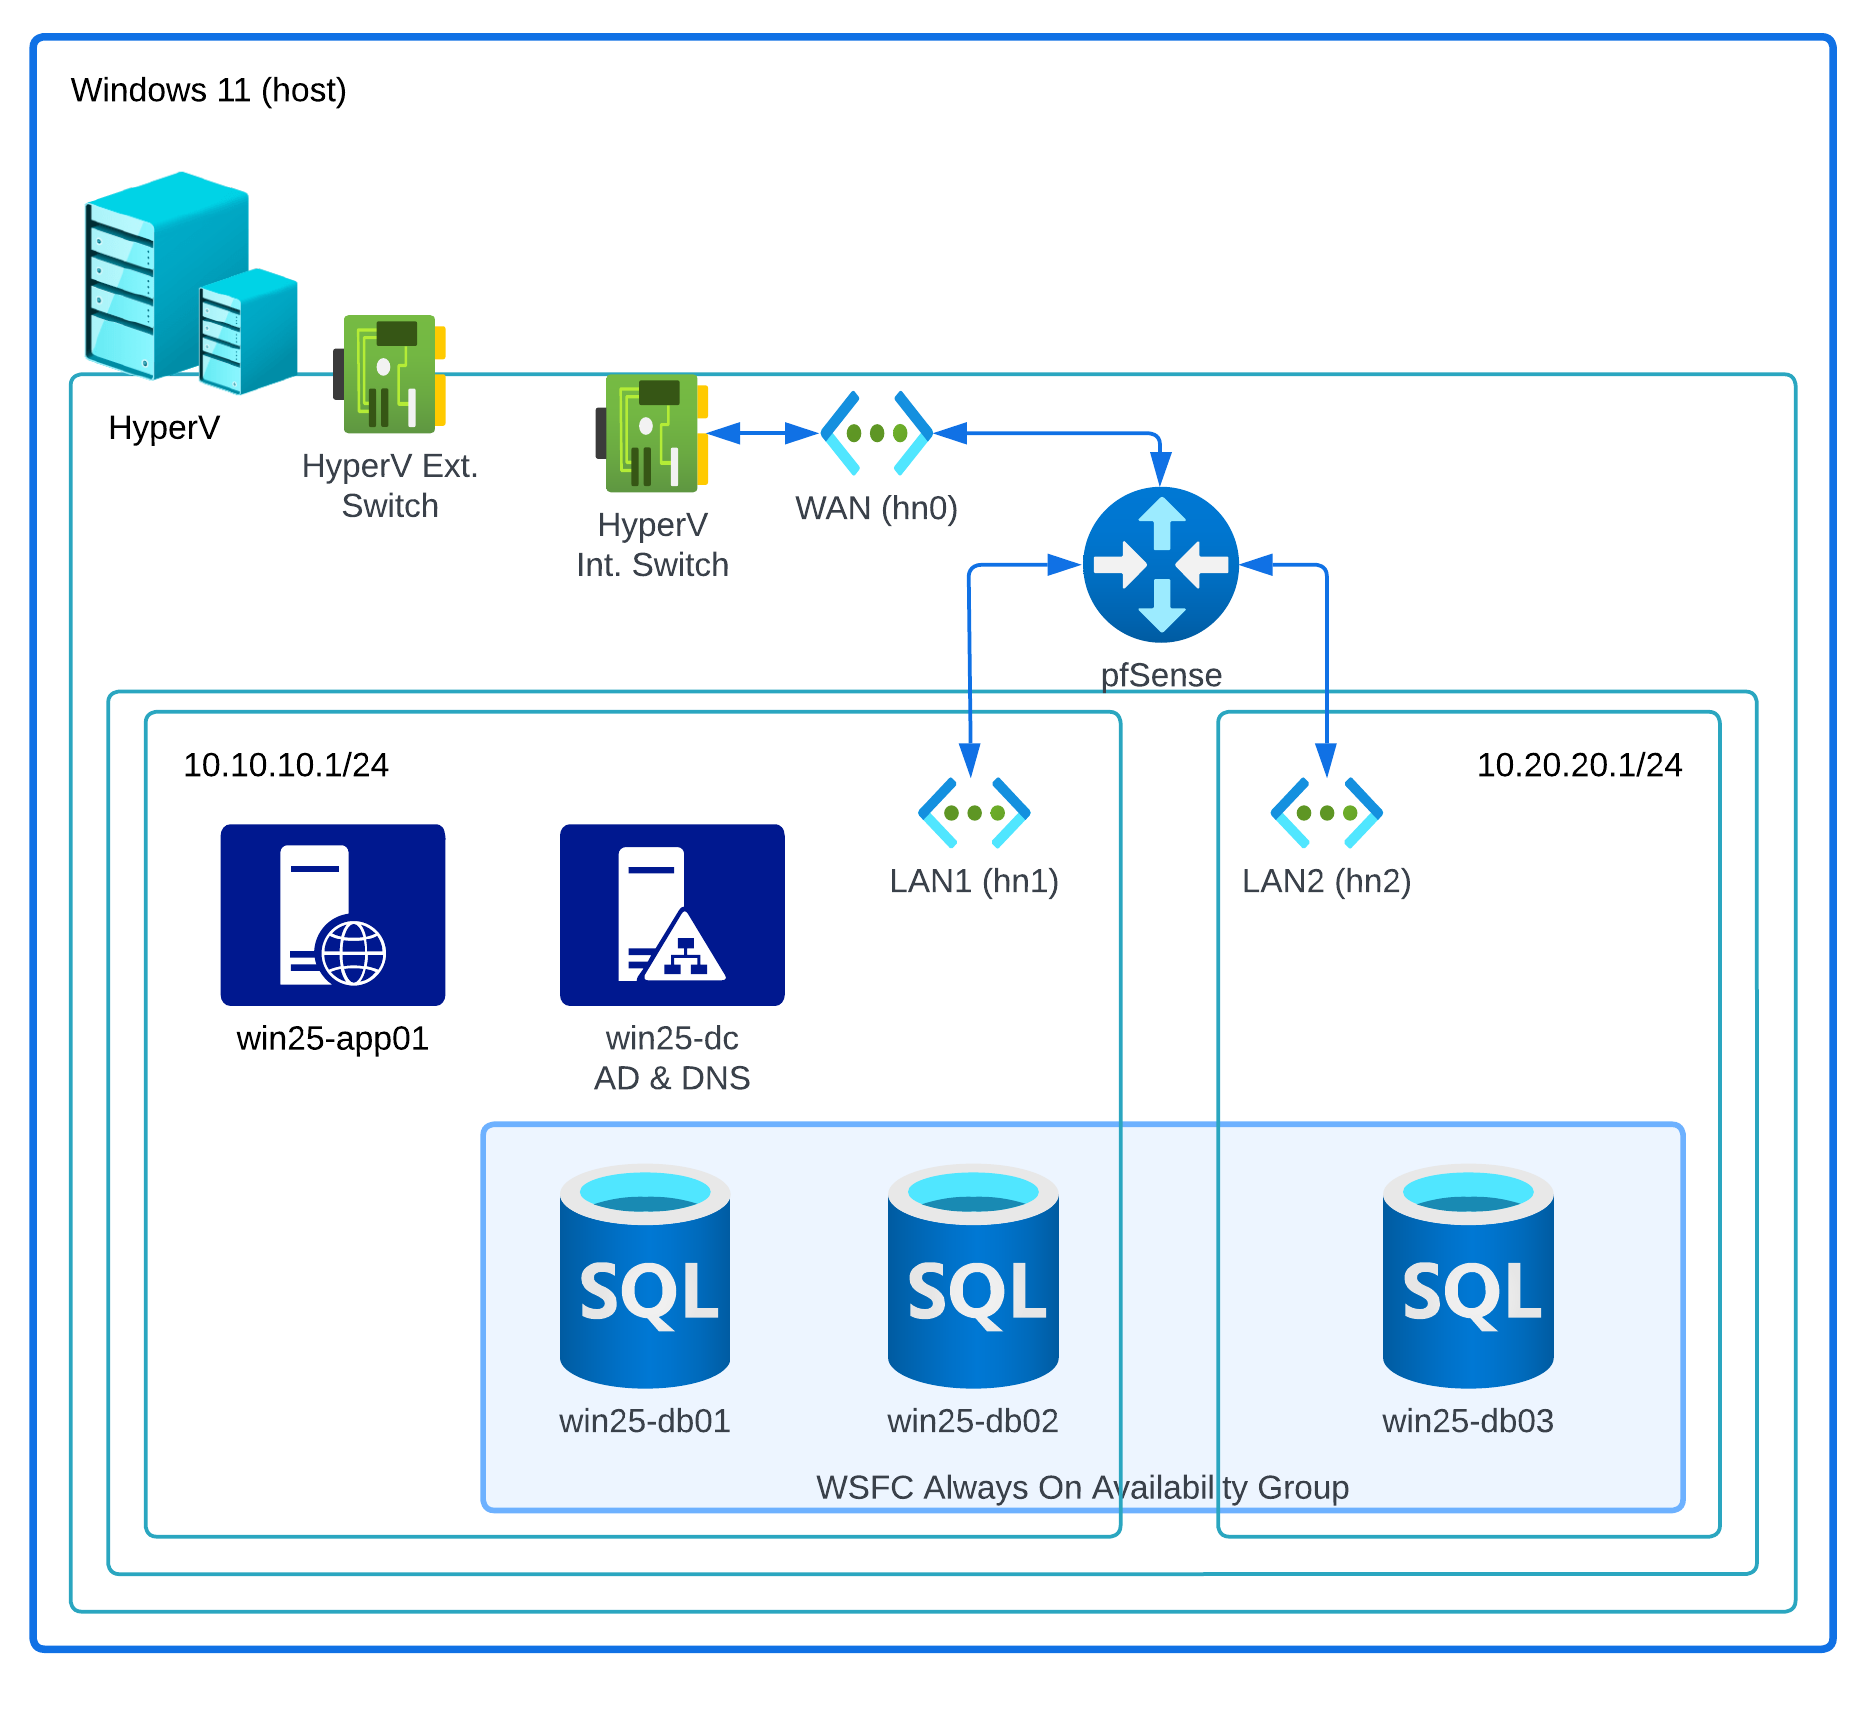 Windows 11 (host)
HyperV
HyperV Ext.
Switch
HyperV
Int. Switch
WAN (hn0)
pfSense
10.10.10.1/24
10.20.20.1/24
LAN1 (hn1)
LAN2 (hn2)
win25-app01
win25-dc
AD & DNS
SQL
SQL
SQL
win25-db01
win25-db02
win25-db03
WSFC Always On Availability Group